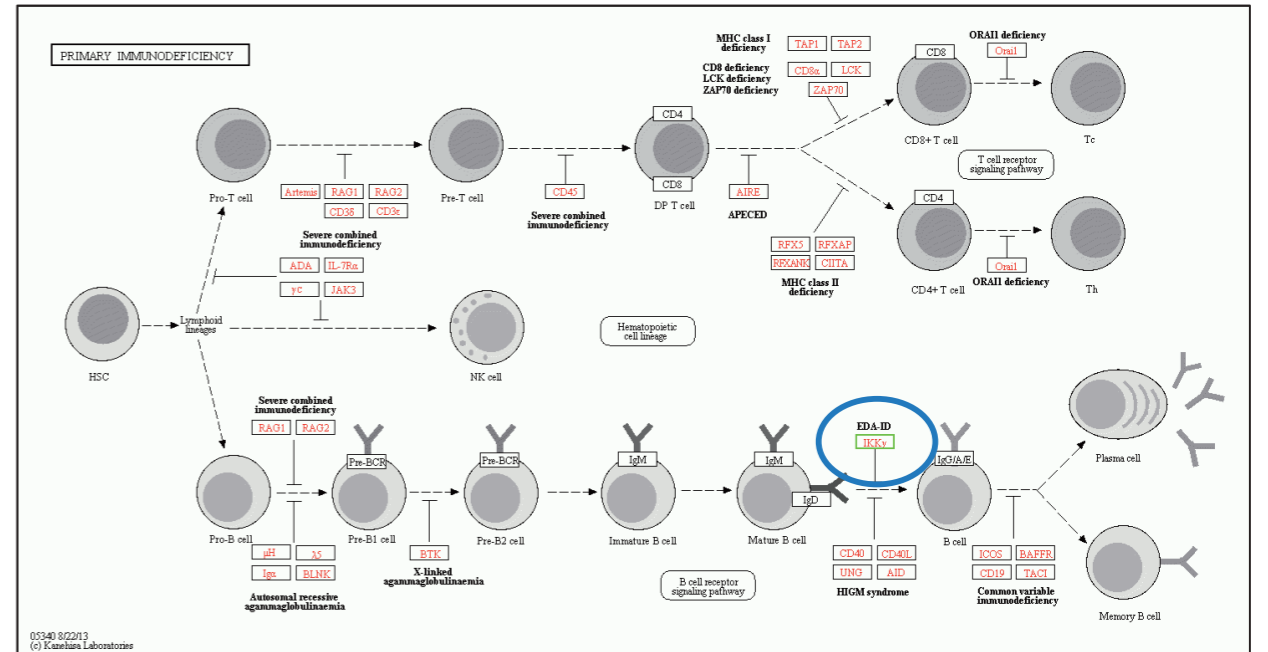 PRIMARY IMMUNODEFICIENCY
MHC class I
deficiency
TAP1 TAP2
CD8 deficiency
LCK deficiency
ZAP70 deficiency
CD8α LCK
ZAP70
CD8
CD8+ T cell
ORAI1 deficiency
Orai1
Tc
T cell receptor
signaling pathway
Pro-T cell
Artemis RAG1 RAG2
CD3δ CD3ε
Severe combined
immunodeficiency
Pre-T cell
CD45
Severe combined
immunodeficiency
CD4
CD8
DP T cell
AIRE
APECED
RFX5 RFXAP
RFXANK CIITA
MHC class II
deficiency
CD4
CD4+ T cell
Orai1
ORAI1 deficiency
Th
ADA IL-7Rα
γc JAK3
HSC
Lymphoid
lineages
NK cell
Hematopoietic
cell lineage
Severe combined
immunodeficiency
RAG1 RAG2
Pro-B cell
μH λ5
Igα BLNK
Autosomal recessive
agammaglobulinaemia
Pre-BCR
Pre-B1 cell
BTK
X-linked
agammaglobulinaemia
Pre-BCR
Pre-B2 cell
IgM
Immature B cell
IgM
IgD
Mature B cell
EDA-ID
IKKγ
CD40 CD40L
UNG AID
HIGM syndrome
IgG/A/E
B cell
ICOS BAFFR
CD19 TACI
Common variable
immunodeficiency
Plasma cell
Memory B cell
B cell receptor
signaling pathway
05340 8/22/13
(c) Kanehisa Laboratories